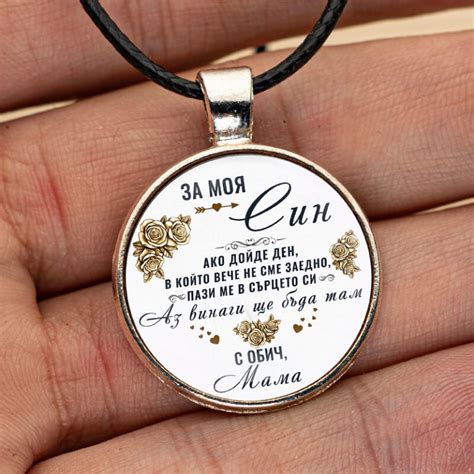 ЗА МОЯ
Син
АКО ДОЙДЕ ДЕН,
В КОЙТО ВЕЧЕ НЕ СМЕ ЗАЕДНО,
ПАЗИ МЕ В СЪРЦЕТО СИ
Аз винаги ще бъда там
С ОБИЧ,
Мама